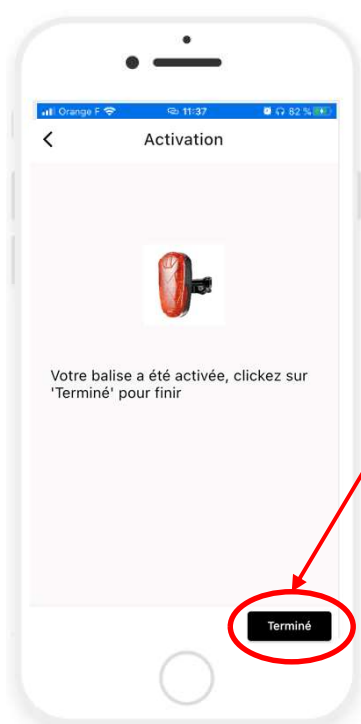 Orange F 11:37 82 %
Activation
Votre balise a été activée, clickez sur
'Terminé' pour finir
Terminé